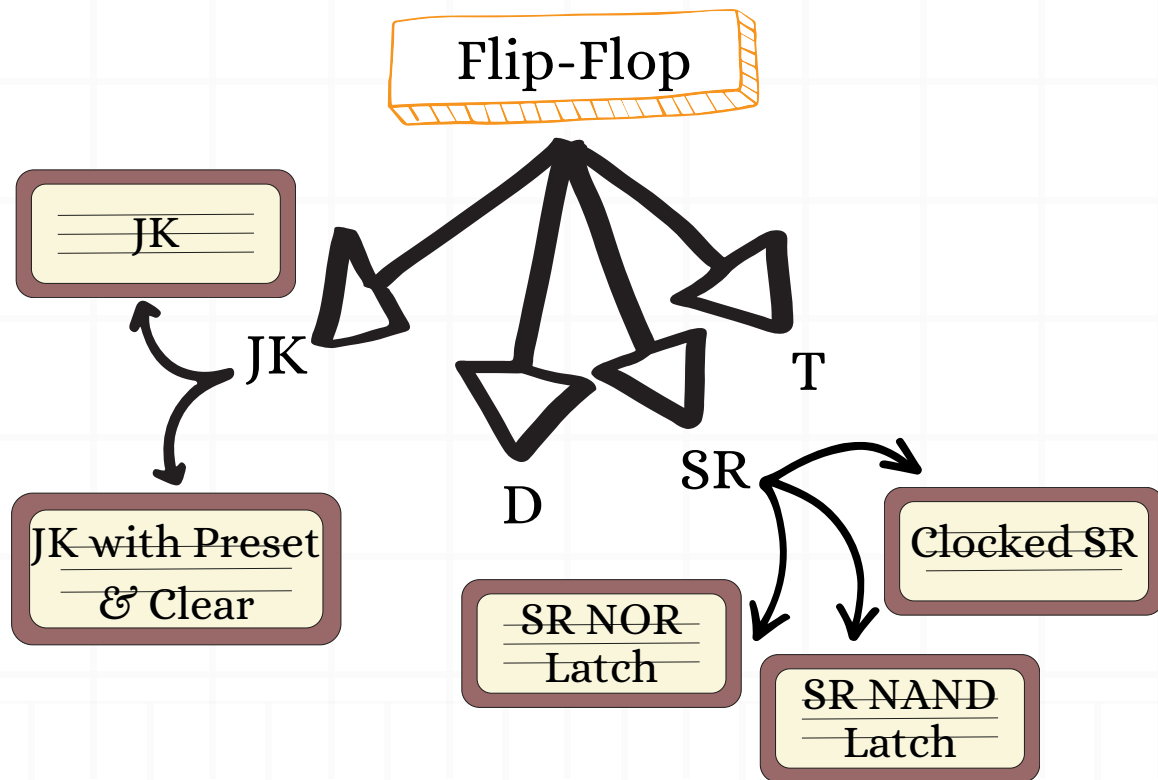 Flip-Flop
JK
JK
T
SR
D
JK with Preset
& Clear
Clocked SR
SR NOR
Latch
SR NAND
Latch